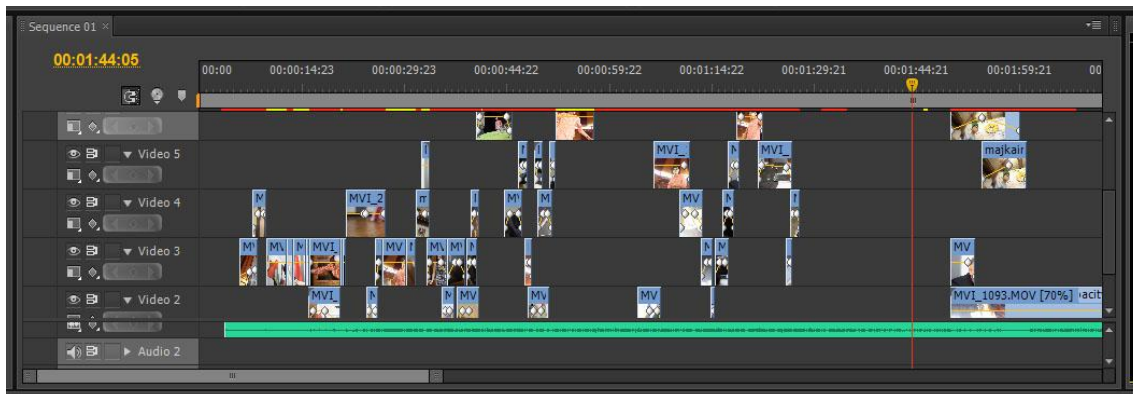 Sequence 01 ×
00:01:44:05
00:00 00:00:14:23 00:00:29:23 00:00:44:22 00:00:59:22 00:01:14:22 00:01:29:21 00:01:44:21 00:01:59:21 00
Video 5 MVI_ M MVI_ majkair
Video 4 M MVI_2 m M M MV M
Video 3 M MVI_ MV M M M M M MV
Video 2 MVI_ M M MV MV MV MVI_1093.MOV [70%] acit
Audio 2